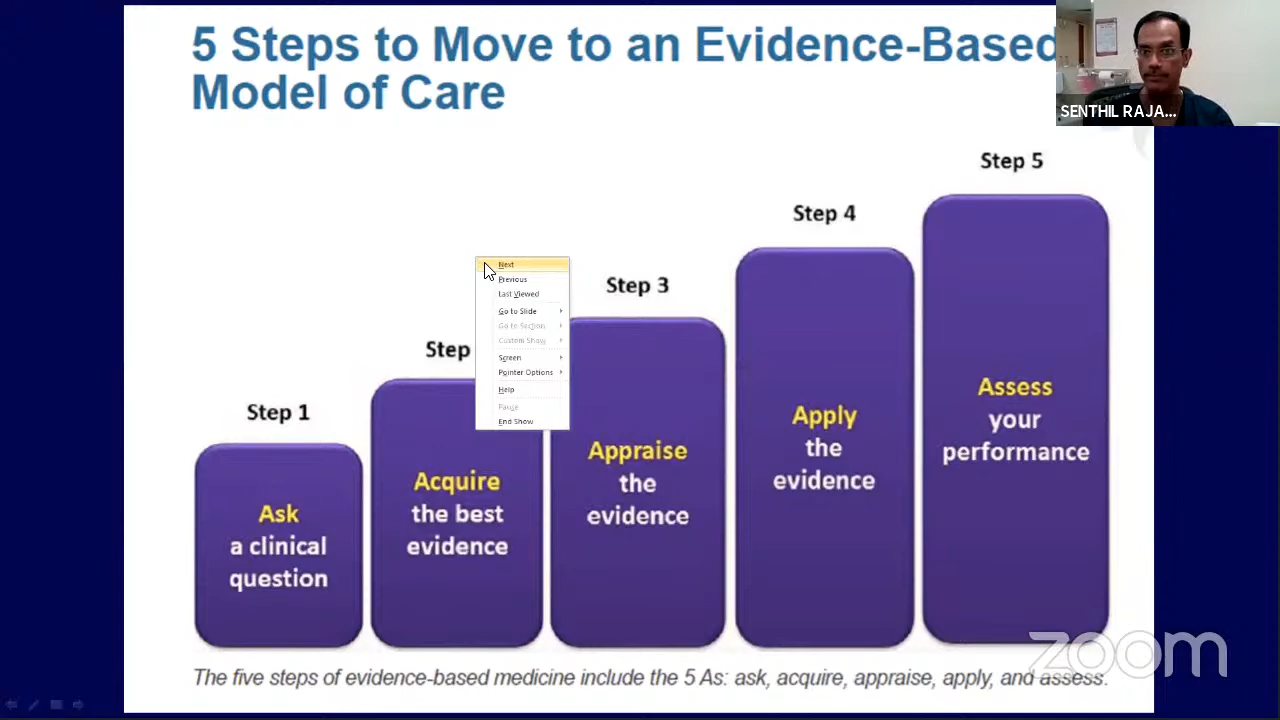 5 Steps to Move to an Evidence-Based
Model of Care
SENTHIL RAJA...
Step 5
Step 4
Step 3
Step
Step 1
Next
Previous
Last Viewed
Go to Slide
Go to Section
Custom Show
Screen
Pointer Options
Help
Pause
End Show
Ask
a clinical
question
Acquire
the best
evidence
Appraise
the
evidence
Apply
the
evidence
Assess
your
performance
zoom
The five steps of evidence-based medicine include the 5 As: ask, acquire, appraise, apply, and assess.